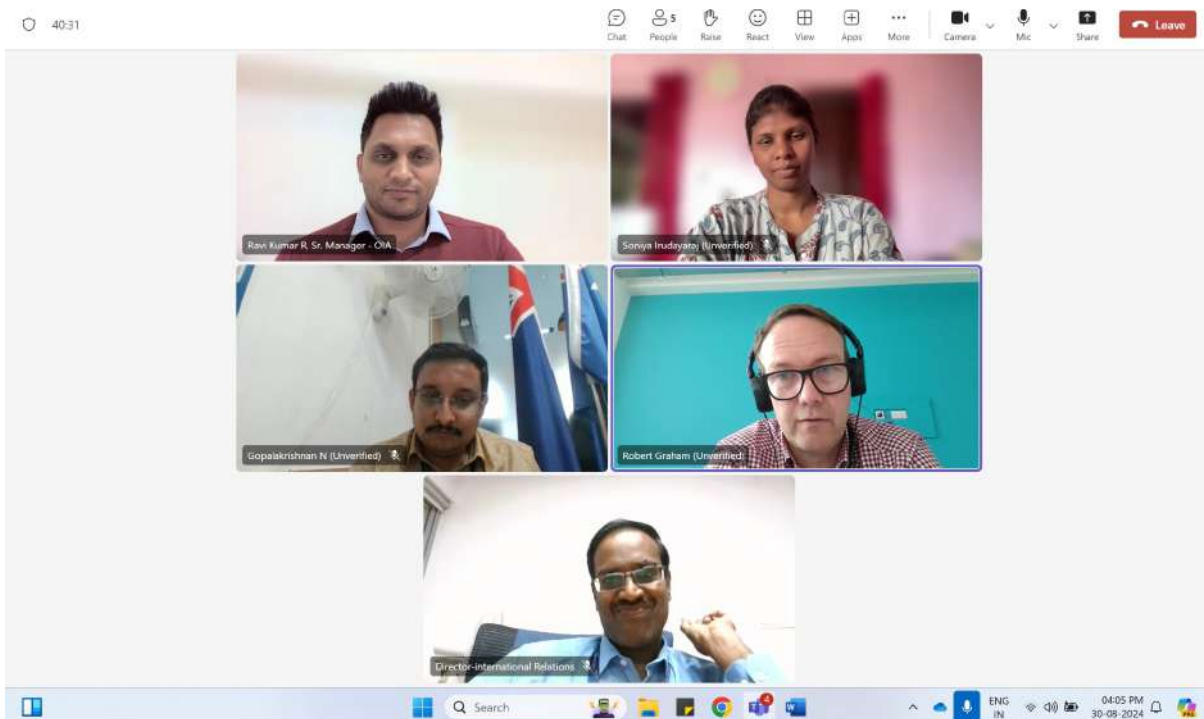 40:31
5
Chat People Raise React View Apps More Camera Mic Share Leave
Ravi Kumar R, Sr. Manager - OIA
Soniya Irudayaraj (Unverified)
Gopalakrishnan N (Unverified)
Robert Graham (Unverified)
Director-international Relations
Search
4
ENG
IN
04:05 PM
30-08-2024